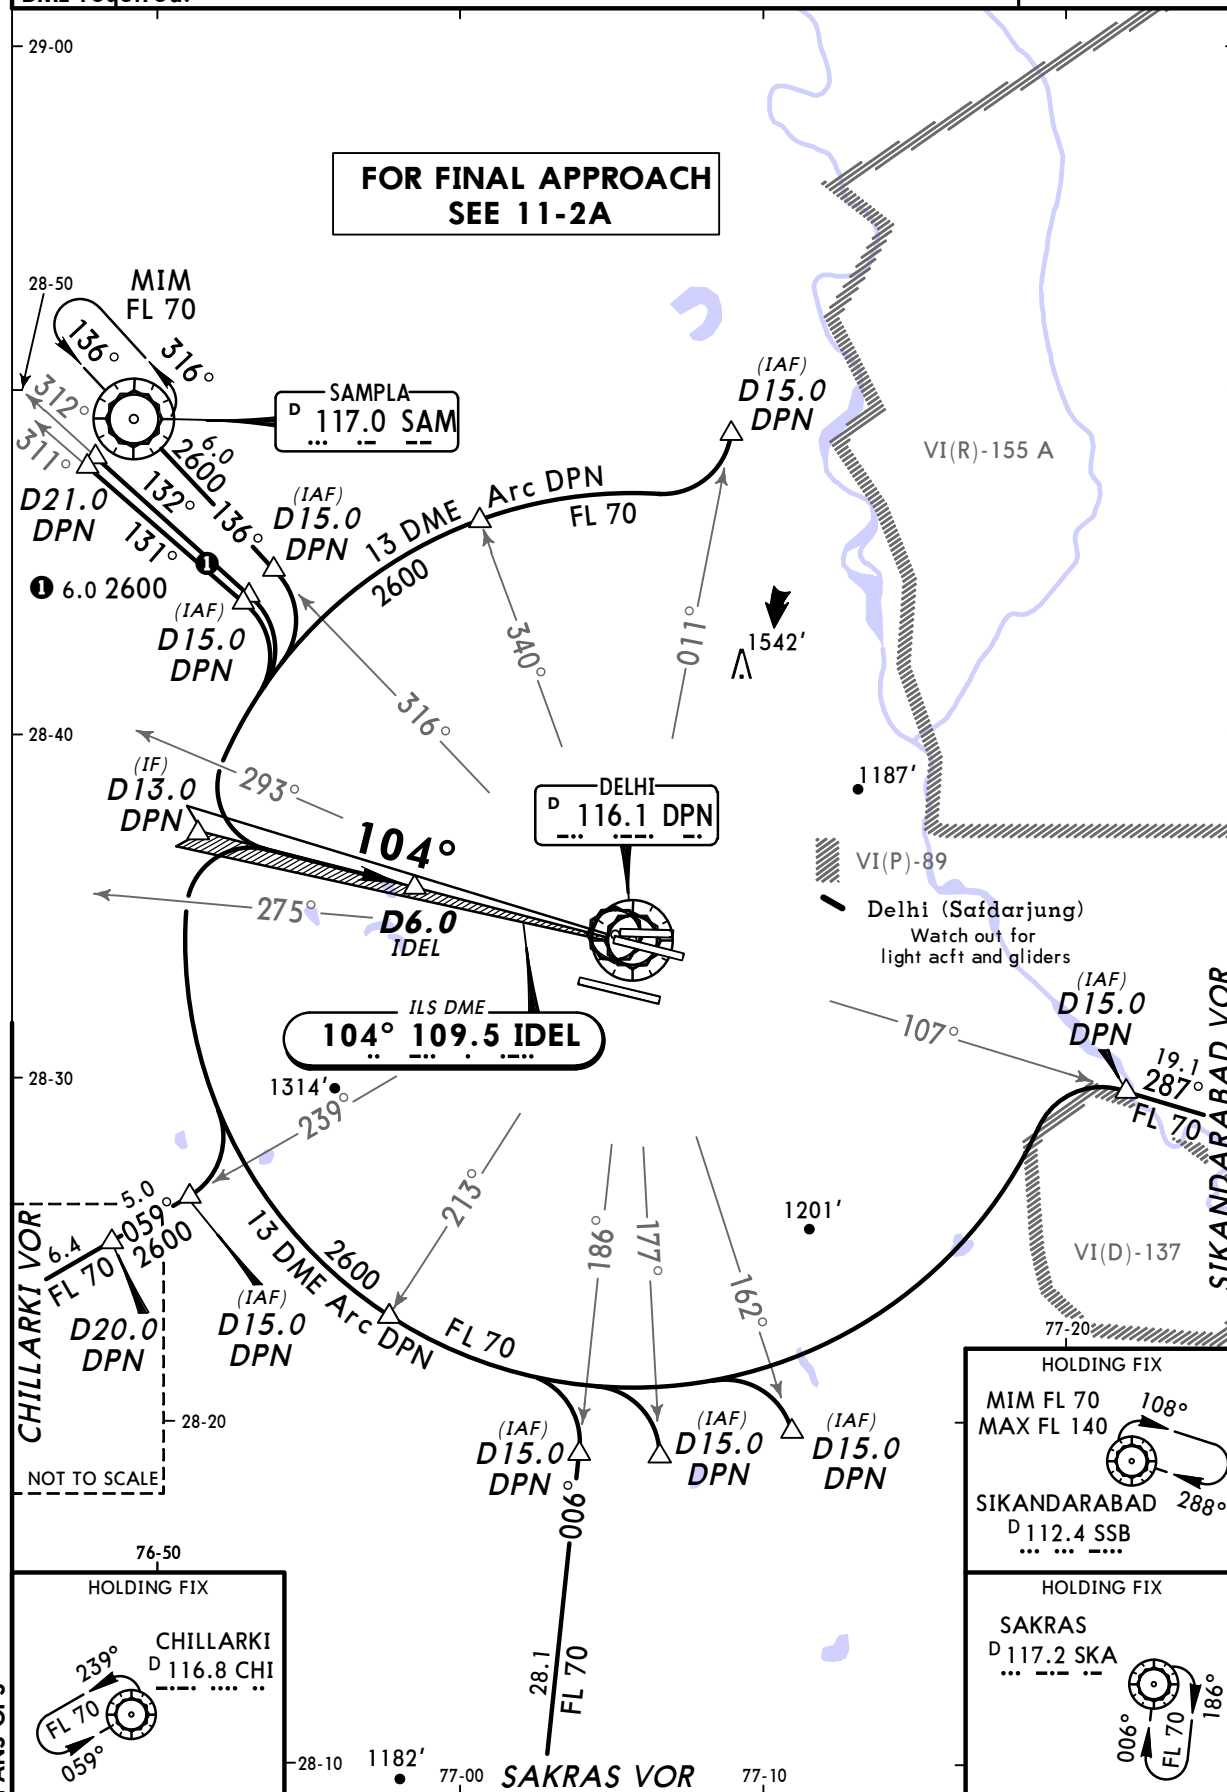 29-00
FOR FINAL APPROACH
SEE 11-2A
28-50
MIM
FL 70
136°
316°
312°
311°
SAMPLA
D 117.0 SAM
6.0
2600
136°
132°
131°
D21.0
DPN
1 6.0 2600
(IAF)
D15.0
DPN
(IAF)
D15.0
DPN
13 DME Arc DPN
2600
FL 70
(IAF)
D15.0
DPN
VI(R)-155 A
340°
011°
1542'
316°
28-40
293°
(IF)
D13.0
DPN
104°
DELHI
D 116.1 DPN
1187'
VI(P)-89
275°
D6.0
IDEL
Delhi (Safdarjung)
Watch out for
light acft and gliders
ILS DME
104° 109.5 IDEL
107°
(IAF)
D15.0
DPN
19.1
287°
FL 70
SIKANDARABAD VOR
28-30
1314'
239°
213°
186°
177°
162°
1201'
VI(D)-137
CHILLARKI VOR
6.4
FL 70
5.0
059°
2600
D20.0
DPN
(IAF)
D15.0
DPN
13 DME Arc DPN
2600
FL 70
28-20
NOT TO SCALE
(IAF)
D15.0
DPN
(IAF)
D15.0
DPN
(IAF)
D15.0
DPN
006°
28.1
FL 70
SAKRAS VOR
77-20
HOLDING FIX
MIM FL 70
MAX FL 140
108°
288°
SIKANDARABAD
D 112.4 SSB
HOLDING FIX
SAKRAS
D 117.2 SKA
006°
FL 70
186°
76-50
HOLDING FIX
CHILLARKI
D 116.8 CHI
239°
FL 70
059°
28-10
1182'
77-00
77-10